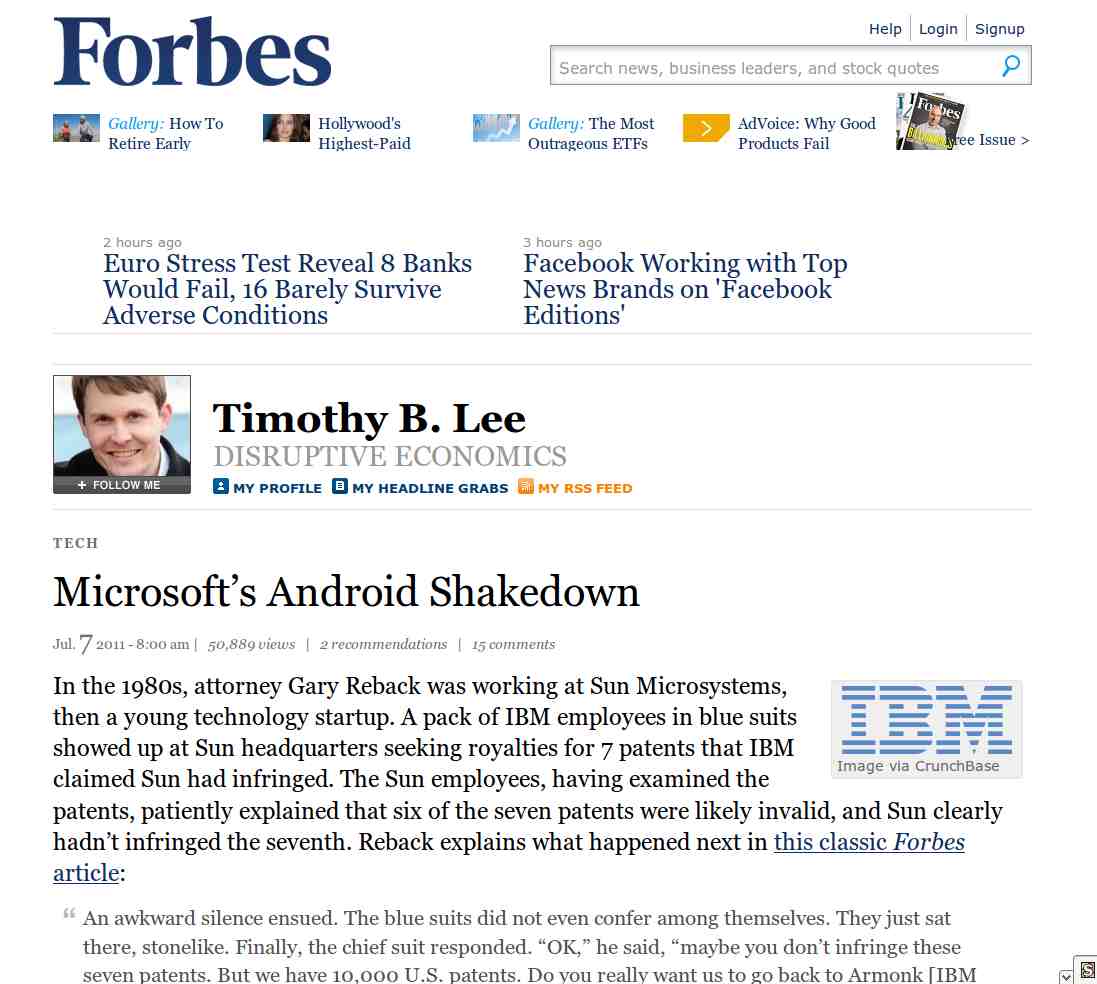 Forbes
Help Login Signup
Search news, business leaders, and stock quotes
Gallery: How To
Retire Early
Hollywood's
Highest-Paid
Gallery: The Most
Outrageous ETFs
AdVoice: Why Good
Products Fail
Forbes
ree Issue >
2 hours ago
Euro Stress Test Reveal 8 Banks
Would Fail, 16 Barely Survive
Adverse Conditions
3 hours ago
Facebook Working with Top
News Brands on 'Facebook
Editions'
+ FOLLOW ME
Timothy B. Lee
DISRUPTIVE ECONOMICS
MY PROFILE MY HEADLINE GRABS MY RSS FEED
TECH
Microsoft’s Android Shakedown
Jul. 7 2011 - 8:00 am | 50,889 views | 2 recommendations | 15 comments
In the 1980s, attorney Gary Reback was working at Sun Microsystems,
then a young technology startup. A pack of IBM employees in blue suits
showed up at Sun headquarters seeking royalties for 7 patents that IBM
claimed Sun had infringed. The Sun employees, having examined the
patents, patiently explained that six of the seven patents were likely invalid, and Sun clearly
hadn’t infringed the seventh. Reback explains what happened next in this classic Forbes
article:
IBM
Image via CrunchBase
“ An awkward silence ensued. The blue suits did not even confer among themselves. They just sat
there, stonelike. Finally, the chief suit responded. “OK,” he said, “maybe you don’t infringe these
seven patents. But we have 10,000 U.S. patents. Do you really want us to go back to Armonk [IBM
S